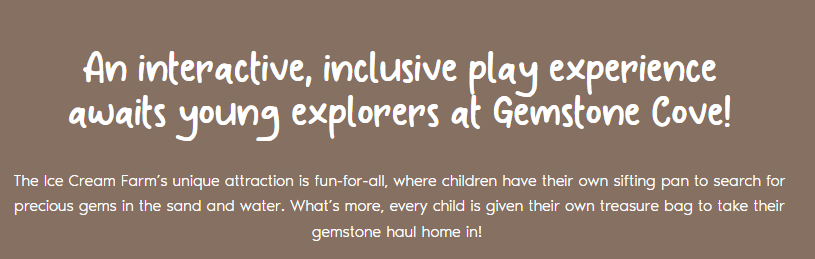 An interactive, inclusive play experience
awaits young explorers at Gemstone Cove!
The Ice Cream Farm's unique attraction is fun-for-all, where children have their own sifting pan to search for
precious gems in the sand and water. What's more, every child is given their own treasure bag to take their
gemstone haul home in!